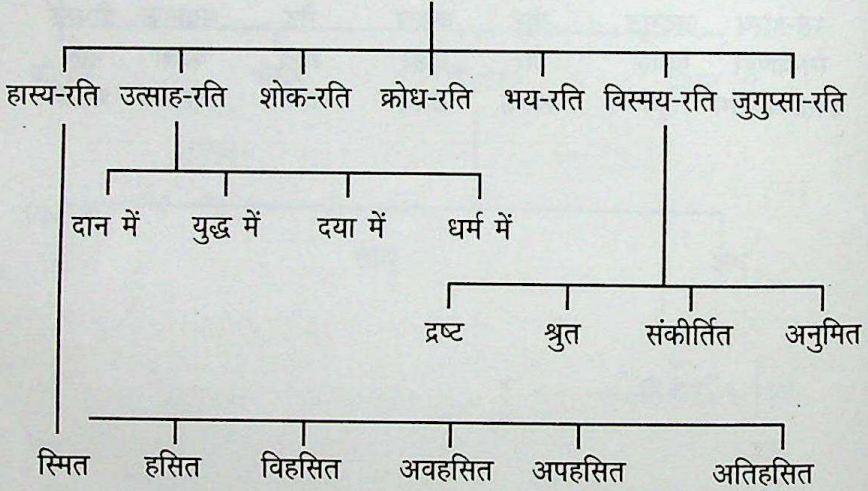 हास्य-रति उत्साह-रति शोक-रति क्रोध-रति भय-रति विस्मय-रति जुगुप्सा-रति
दान में युद्ध में दया में धर्म में
द्रष्ट श्रुत संकीर्तित अनुमित
स्मित हसित विहसित अवहसित अपहसित अतिहसित